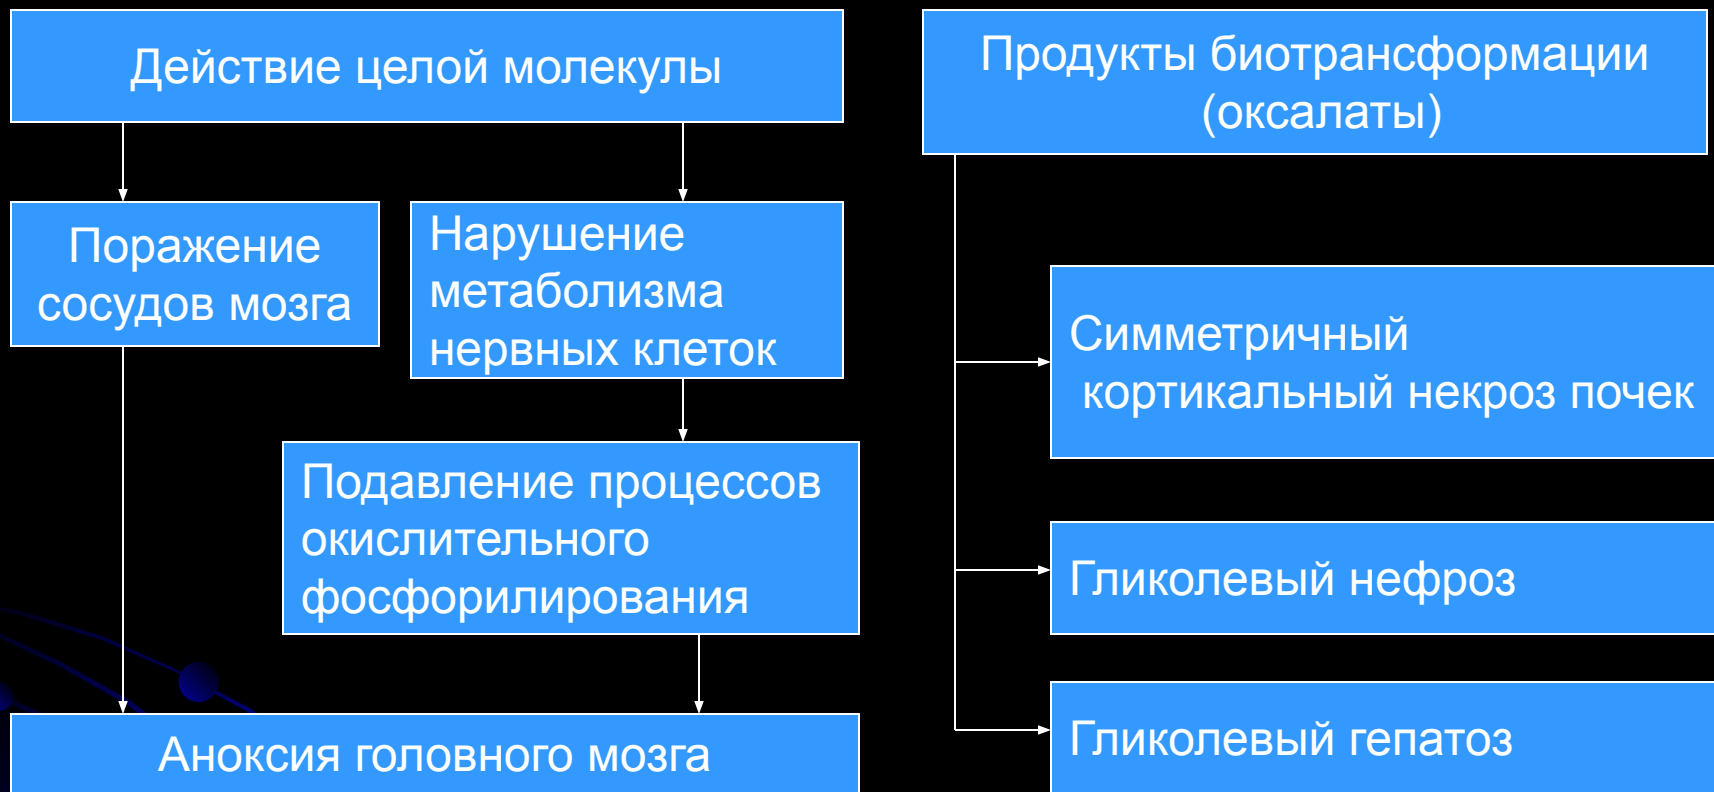 Действие целой молекулы
Поражение
сосудов мозга
Нарушение
метаболизма
нервных клеток
Подавление процессов
окислительного
фосфорилирования
Аноксия головного мозга
Продукты биотрансформации
(оксалаты)
Симметричный
кортикальный некроз почек
Гликолевый нефроз
Гликолевый гепатоз